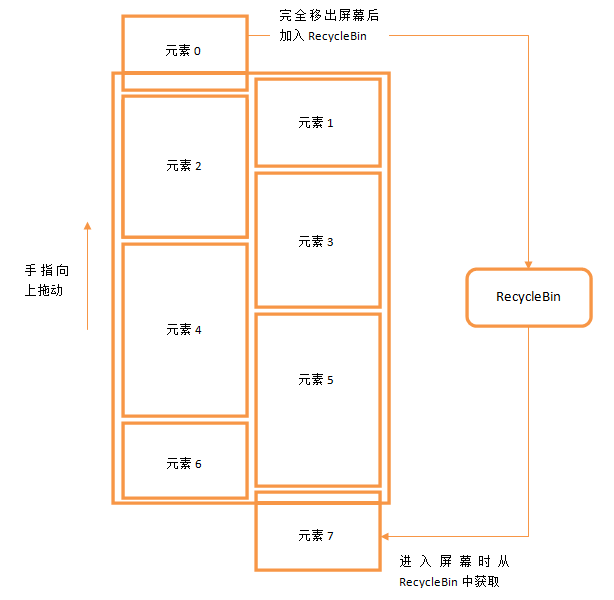 完全移出屏幕后
加入 RecycleBin
元素 0
元素 1
元素 2
元素 3
手指向
上拖动
RecycleBin
元素 4
元素 5
元素 6
元素 7
进入屏幕时从
RecycleBin 中获取